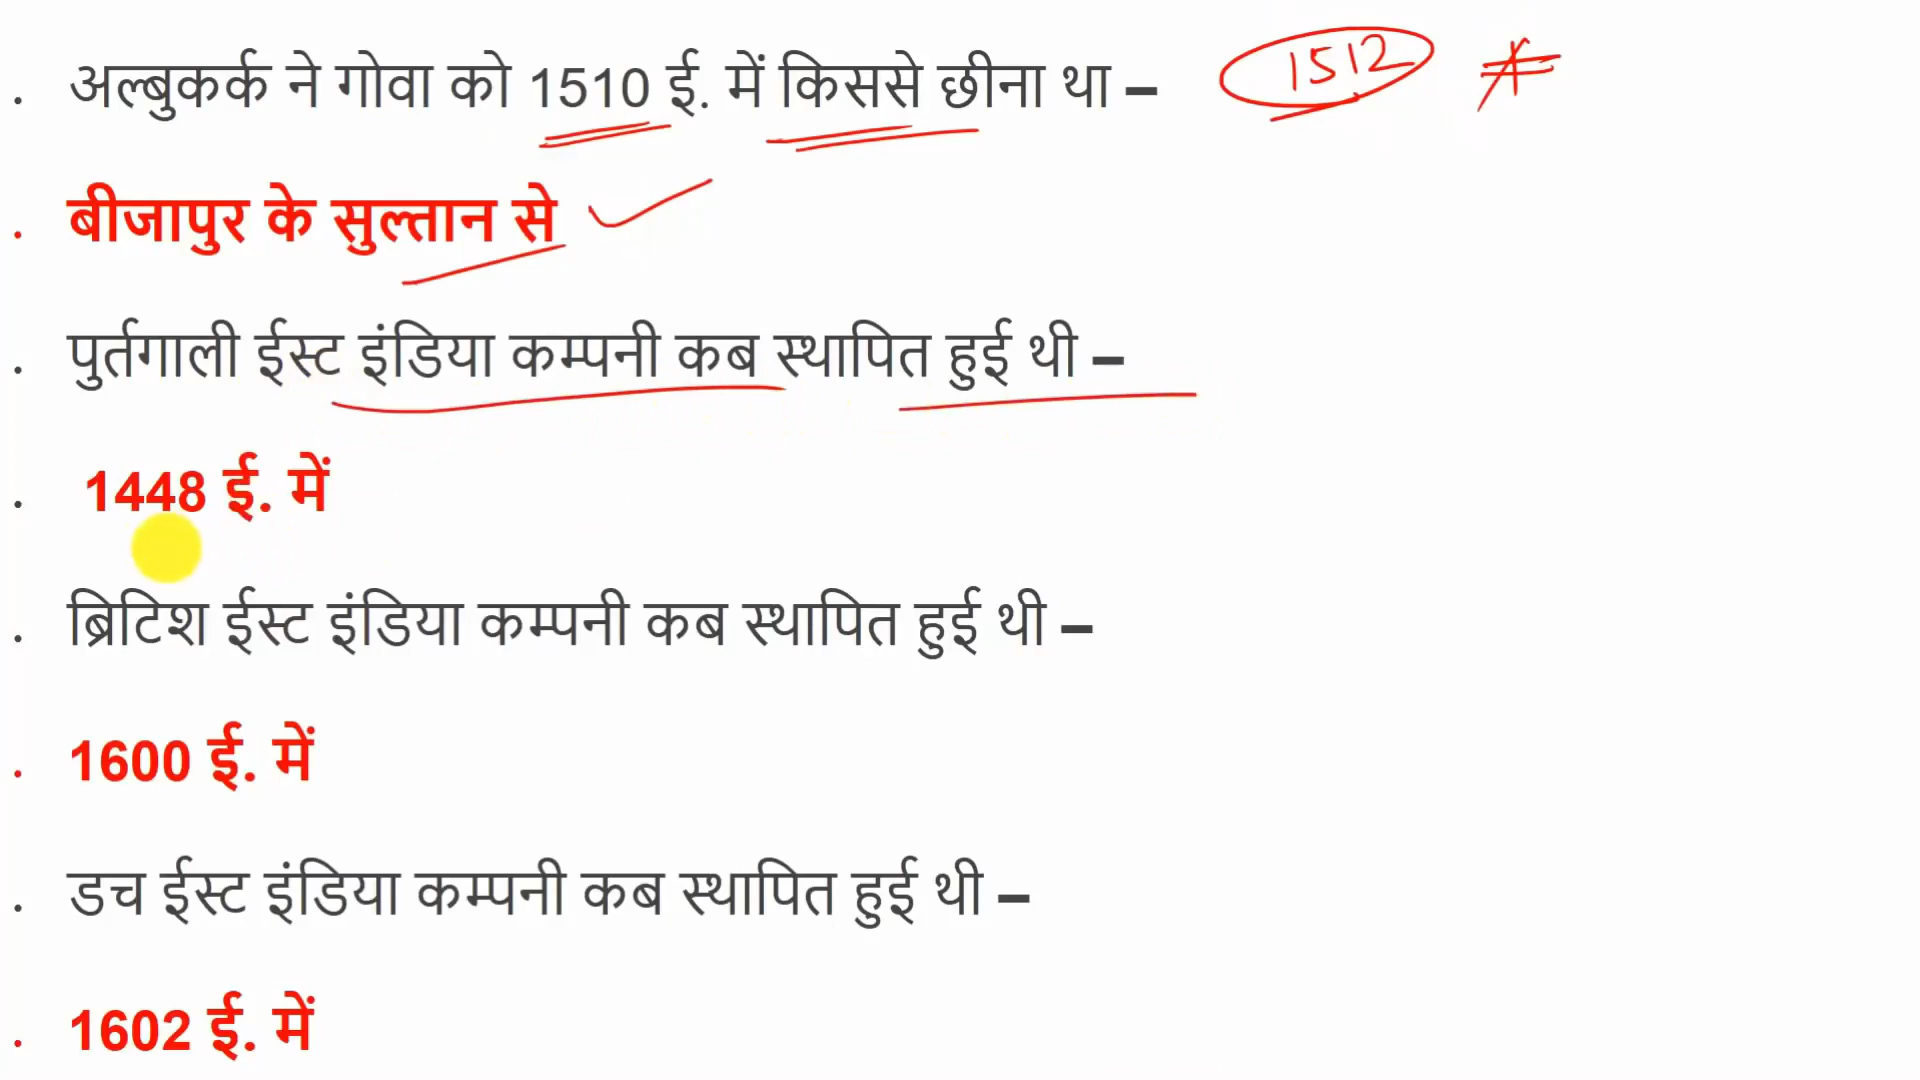 . अल्बुकर्क ने गोवा को 1510 ई. में किससे छीना था – 1512
. बीजापुर के सुल्तान से
. पुर्तगाली ईस्ट इंडिया कम्पनी कब स्थापित हुई थी –
. 1448 ई. में
. ब्रिटिश ईस्ट इंडिया कम्पनी कब स्थापित हुई थी –
. 1600 ई. में
. डच ईस्ट इंडिया कम्पनी कब स्थापित हुई थी –
. 1602 ई. में